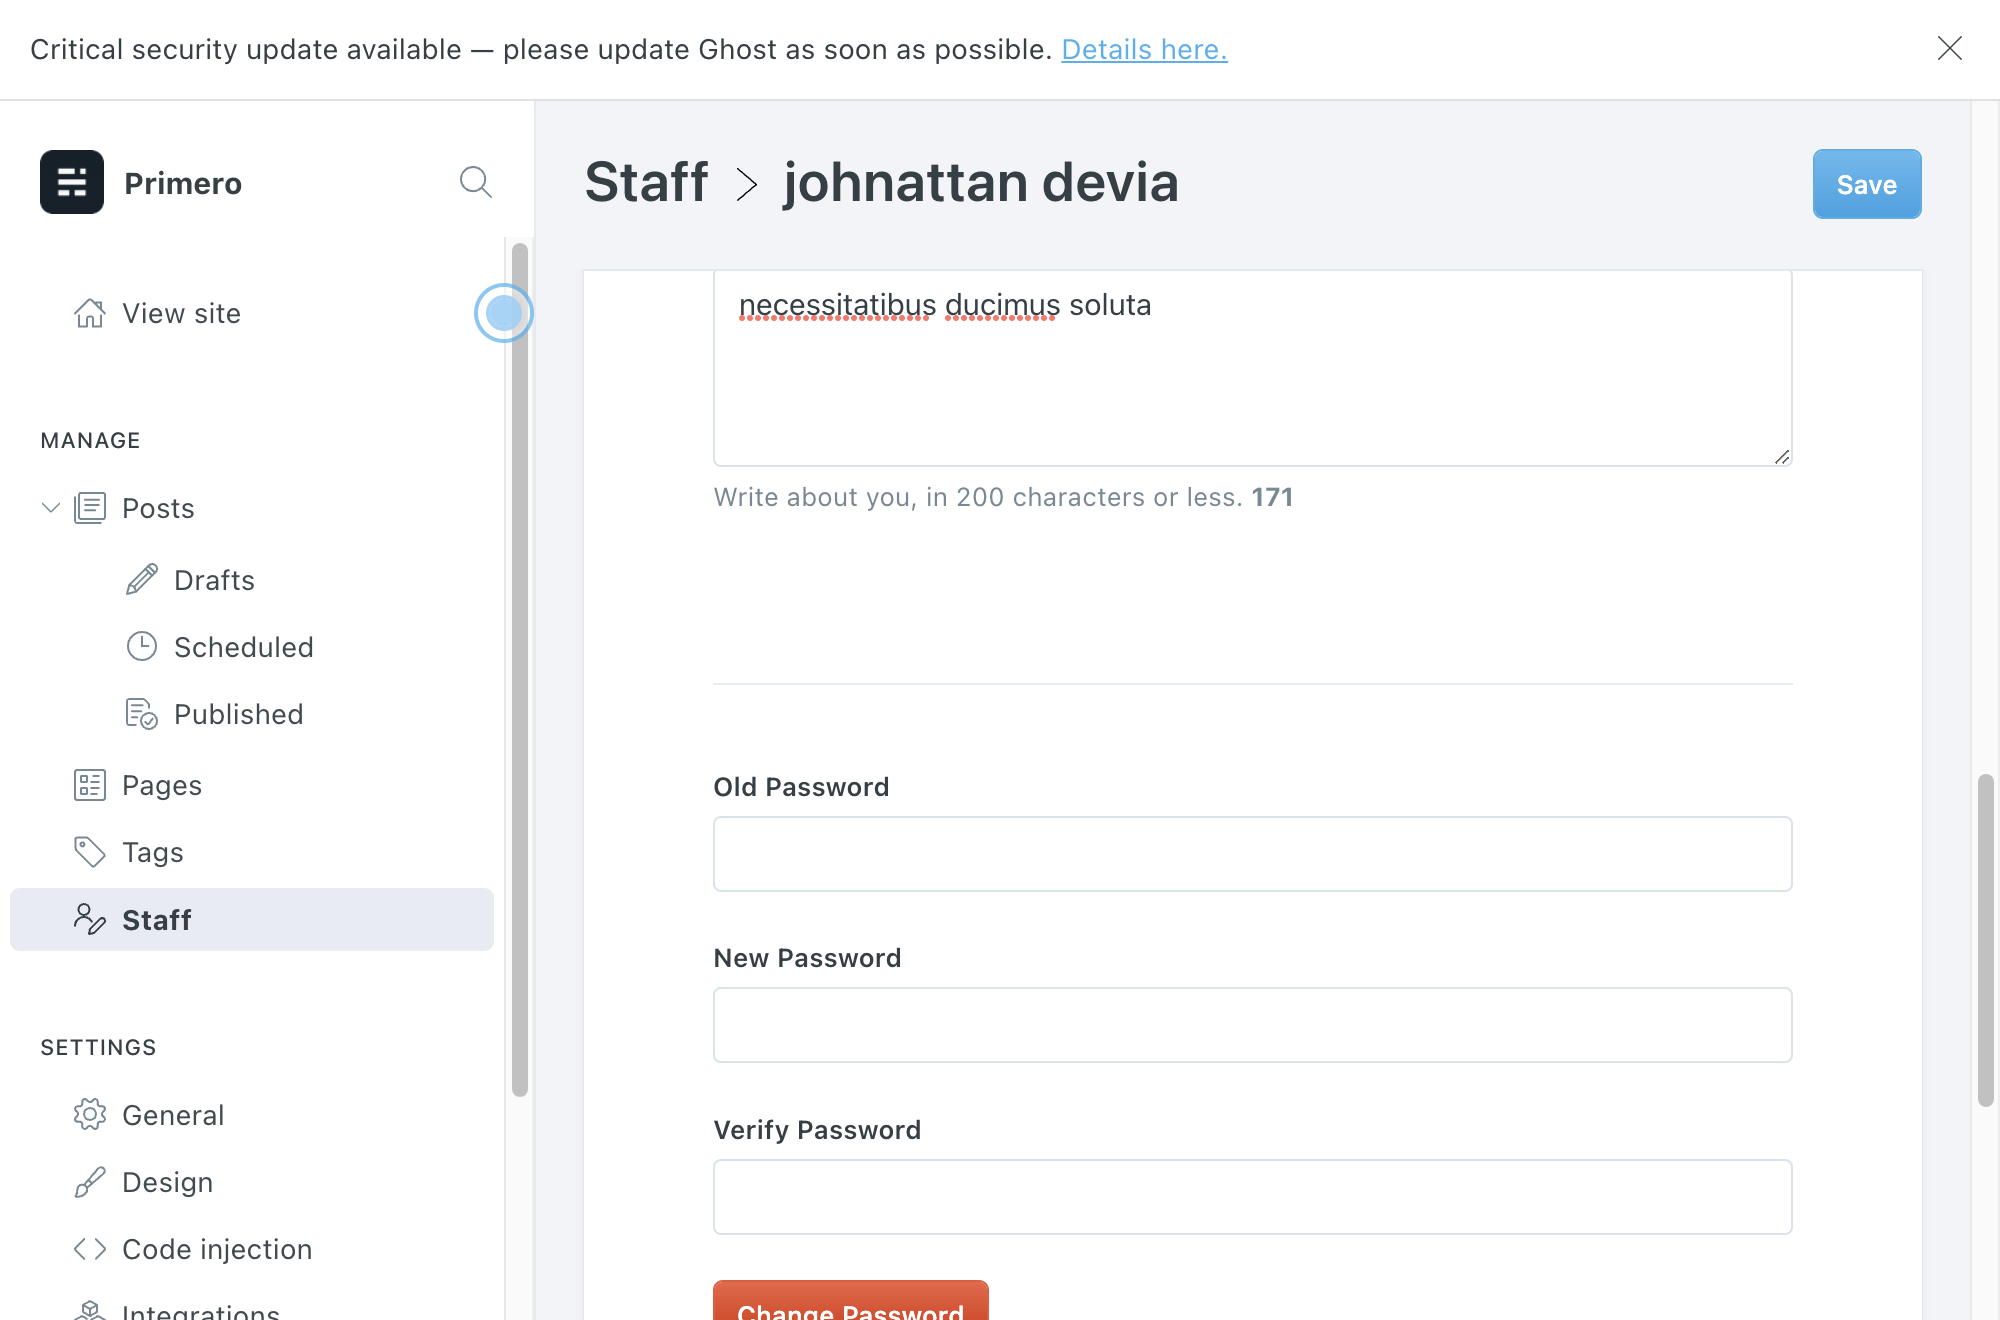 Critical security update available — please update Ghost as soon as possible. Details here.
Primero
Staff > johnattan devia
Save
View site
necessitatibus ducimus soluta
Write about you, in 200 characters or less. 171
MANAGE
Posts
Drafts
Scheduled
Published
Pages
Tags
Staff
Old Password
New Password
Verify Password
Change Password
SETTINGS
General
Design
Code injection
Integrations